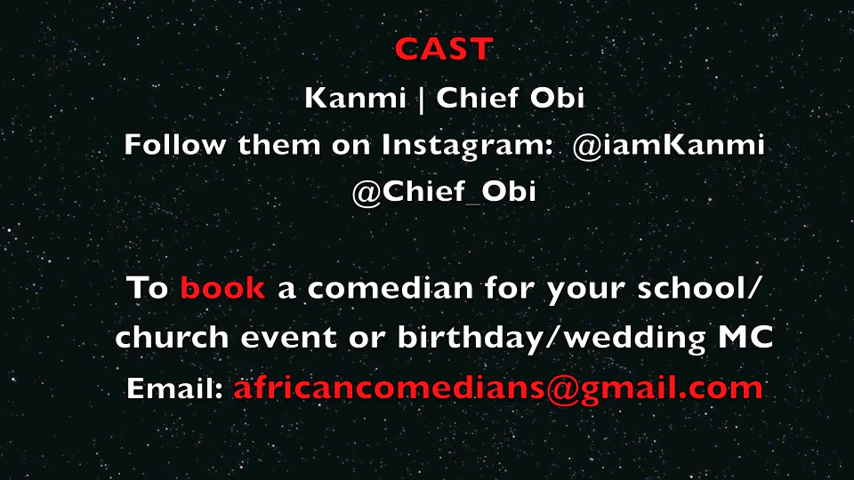 CAST
Kanmi | Chief Obi
Follow them on Instagram: @iamKanmi
@Chief_Obi
To book a comedian for your school/
church event or birthday/wedding MC
Email: africancomedians@gmail.com